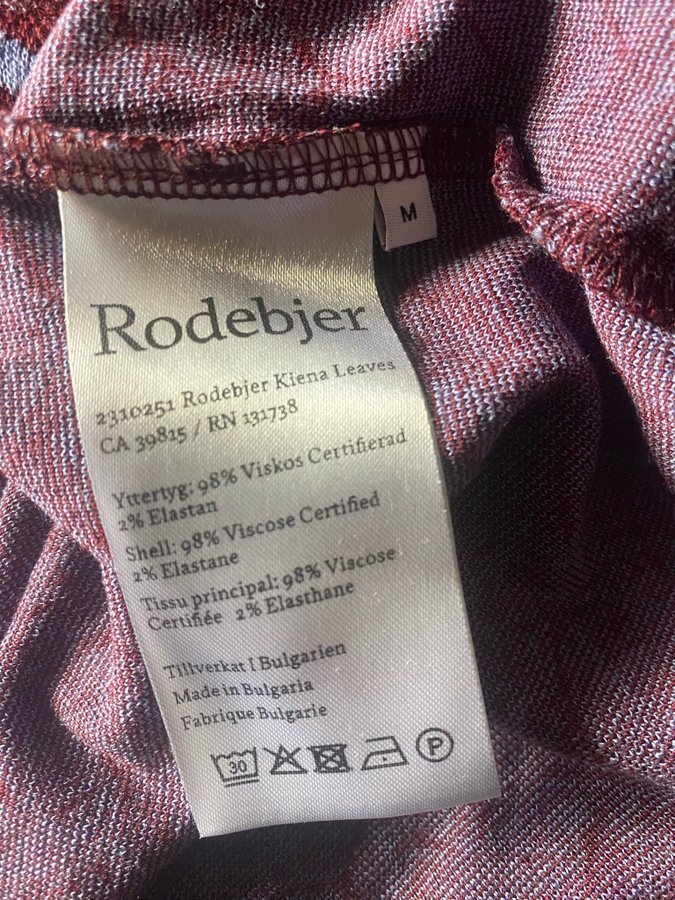 M
Rodebjer
2310251 Rodebjer Kiena Leaves
CA 39815 / RN 131738
Yttertyg: 98% Viskos Certifierad
2% Elastan
Shell: 98% Viscose Certified
2% Elastane
Tissu principal: 98% Viscose
Certifiée 2% Elasthane
Tillverkat I Bulgarien
Made in Bulgaria
Fabrique Bulgarie
30 P